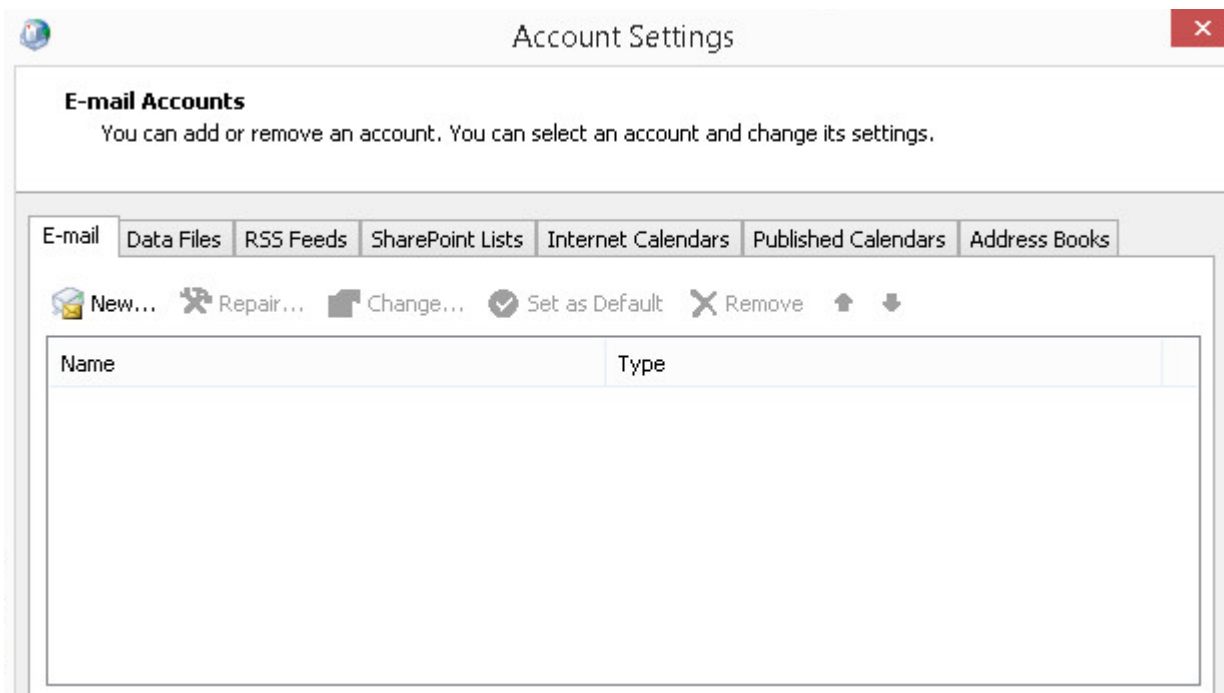 Account Settings
E-mail Accounts
You can add or remove an account. You can select an account and change its settings.
E-mail Data Files RSS Feeds SharePoint Lists Internet Calendars Published Calendars Address Books
New... Repair... Change... Set as Default Remove
Name Type